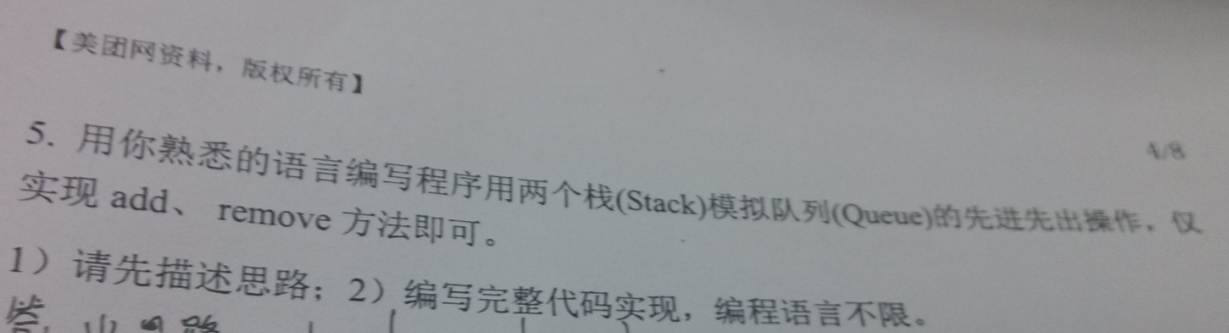 【美团网资料，版权所有】
4/8
5. 用你熟悉的语言编写程序用两个栈(Stack)模拟队列(Queue)的先进先出操作，仅
实现 add、 remove 方法即可。
1）请先描述思路；2）编写完整代码实现，编程语言不限。